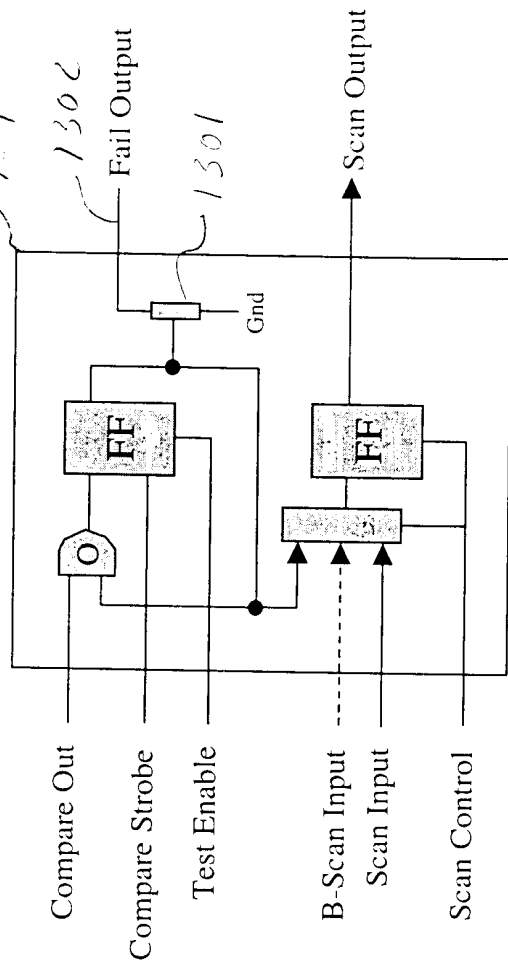 1302
Fail Output
1301
Compare Out
O
FF
Compare Strobe
Test Enable
Gnd
B-Scan Input
Scan Input
FF
Scan Output
Scan Control